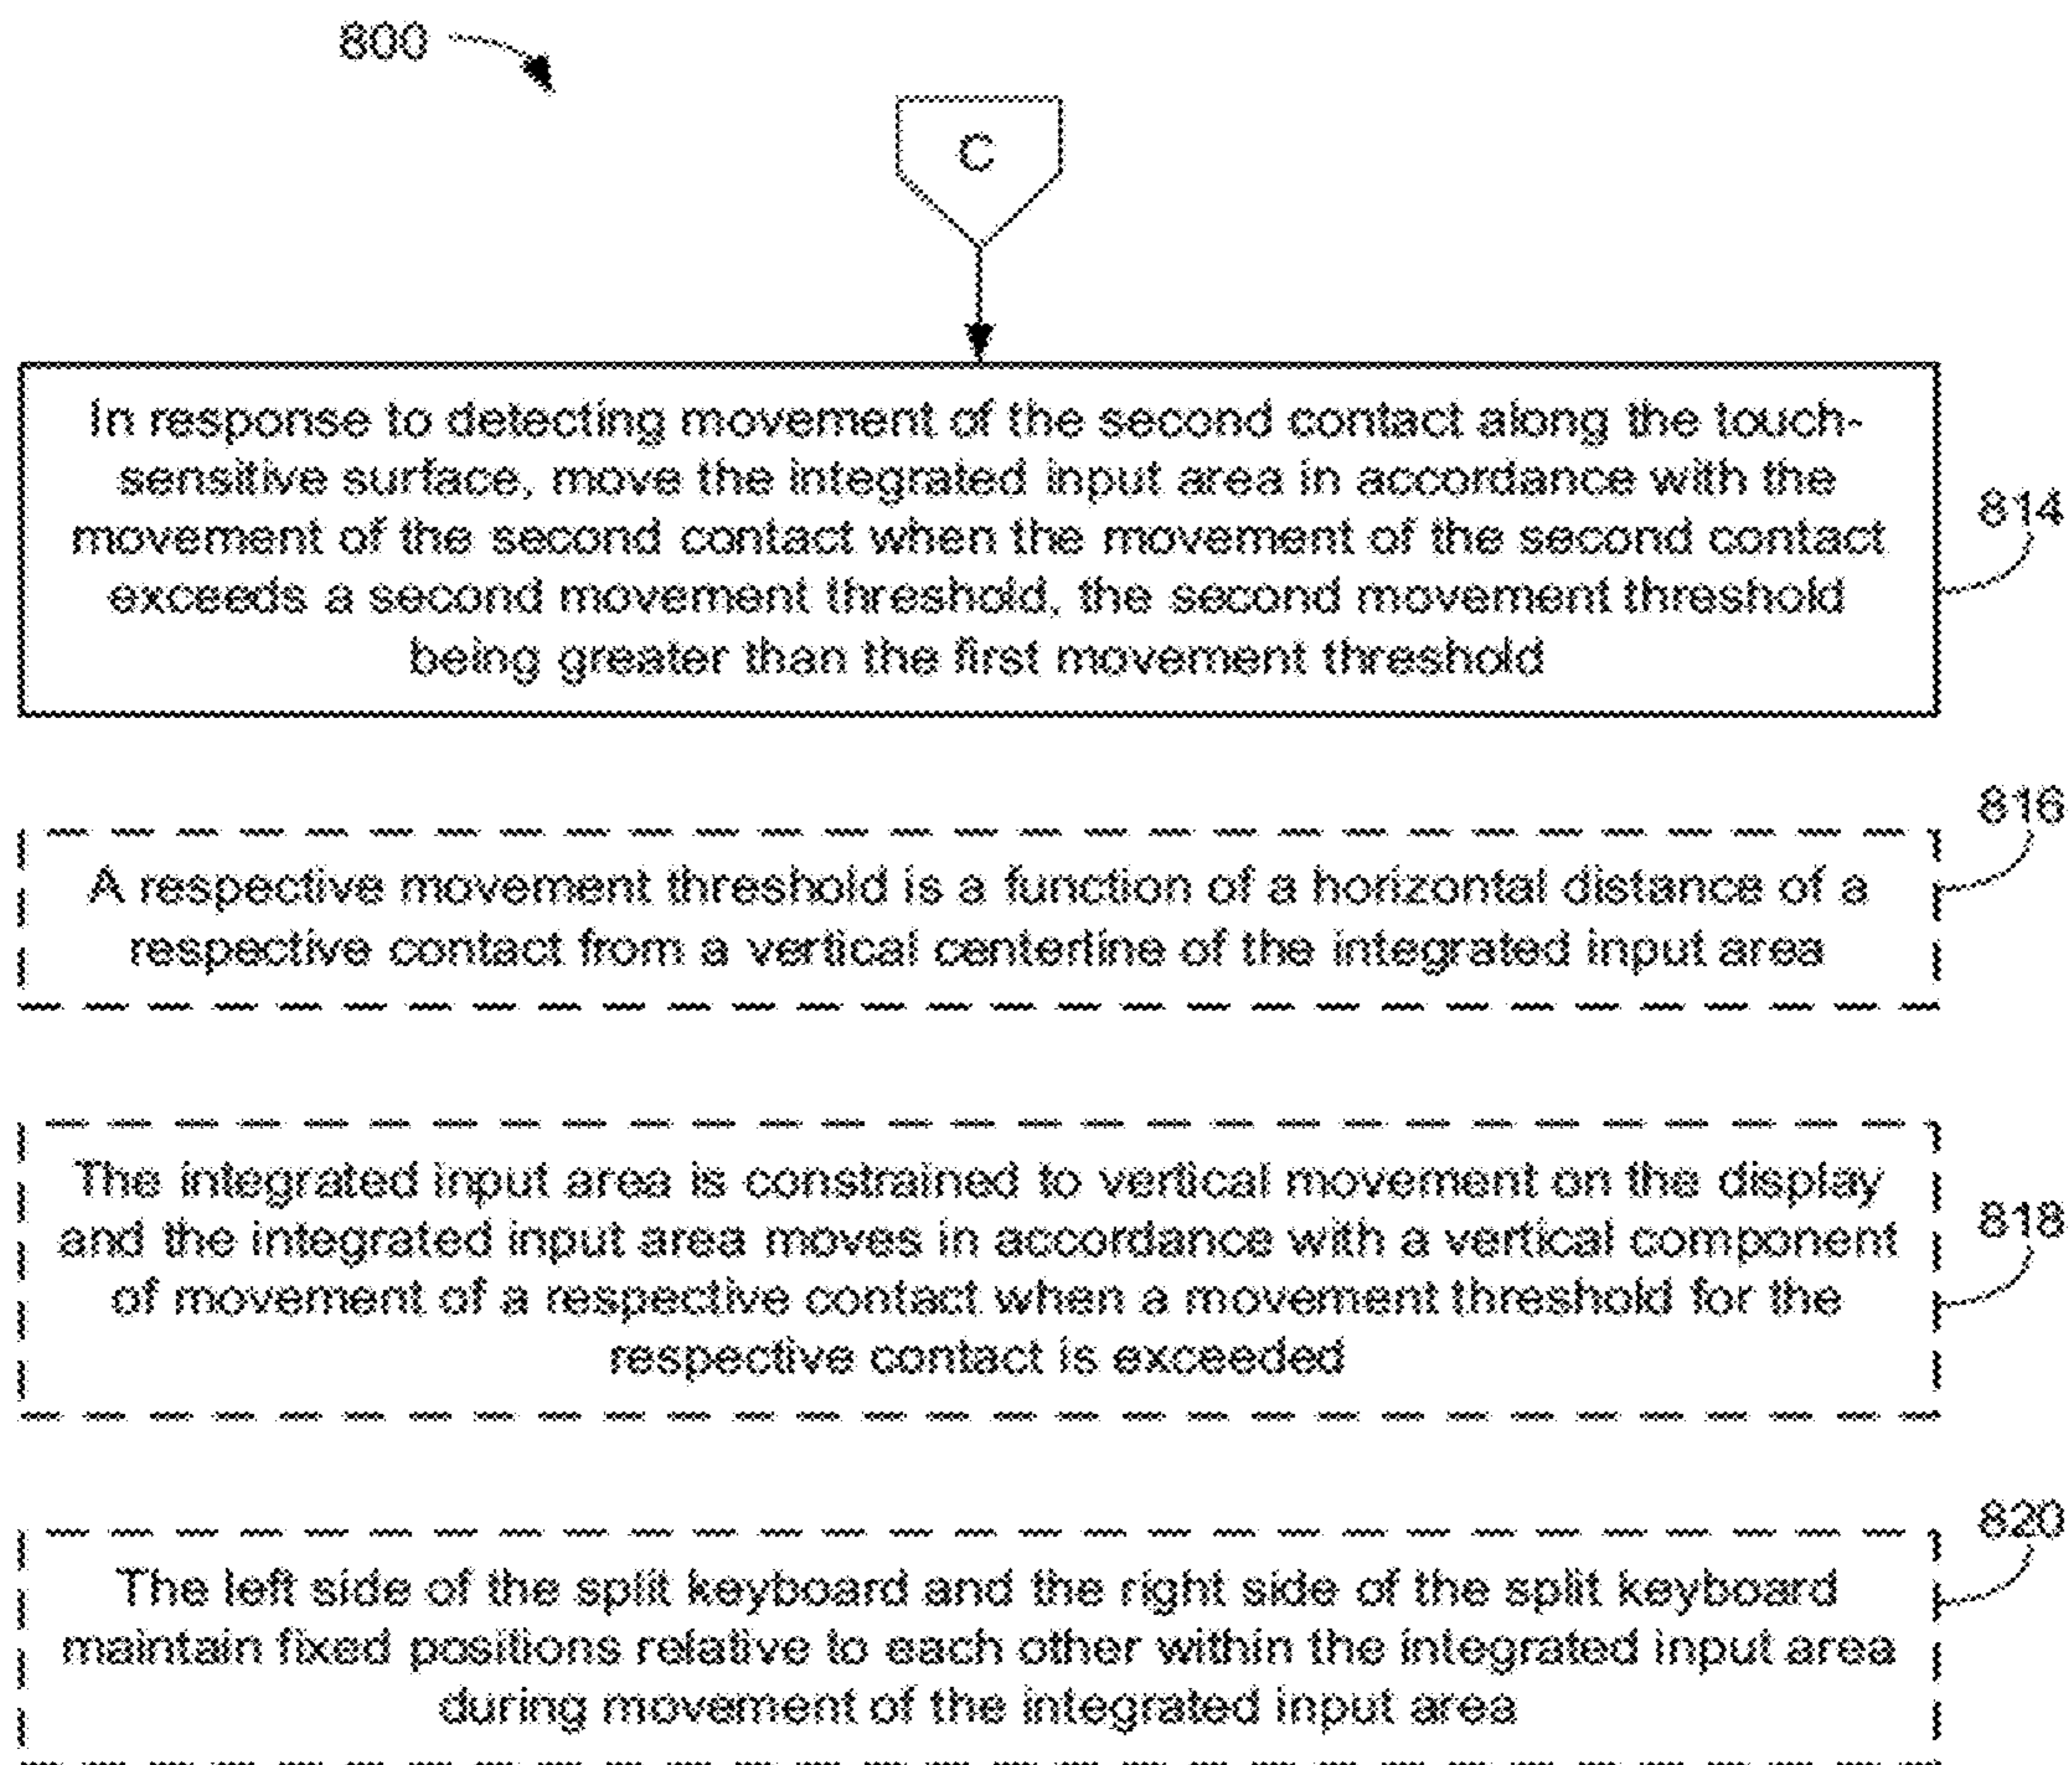 800
C
In response to detecting movement of the second contact along the touch-
sensitive surface, move the integrated input area in accordance with the
movement of the second contact when the movement of the second contact
exceeds a second movement threshold, the second movement threshold
being greater than the first movement threshold
814
816
A respective movement threshold is a function of a horizontal distance of a
respective contact from a vertical centerline of the integrated input area
The integrated input area is constrained to vertical movement on the display
and the integrated input area moves in accordance with a vertical component
of movement of a respective contact when a movement threshold for the
respective contact is exceeded
818
820
The left side of the split keyboard and the right side of the split keyboard
maintain fixed positions relative to each other within the integrated input area
during movement of the integrated input area